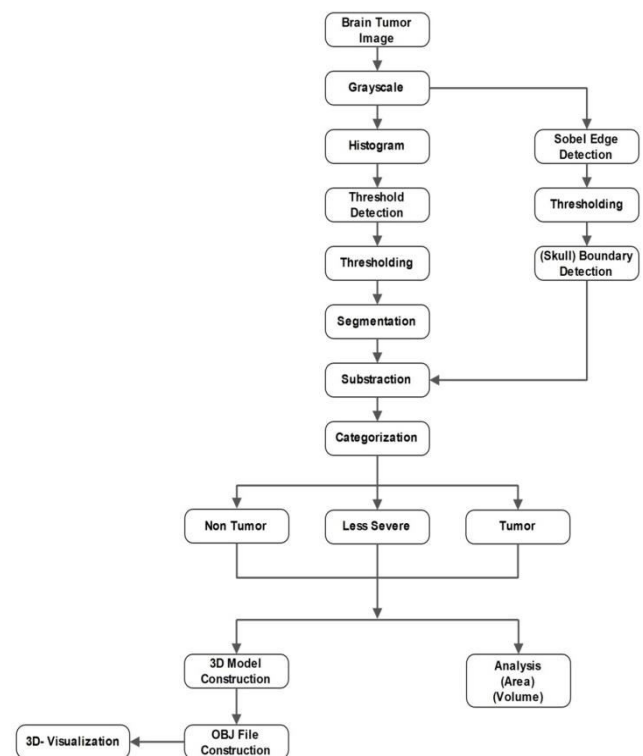 Brain Tumor
Image
Grayscale
Histogram
Sobel Edge
Detection
Threshold
Detection
Thresholding
Thresholding
(Skull) Boundary
Detection
Segmentation
Substraction
Categorization
Non Tumor
Less Severe
Tumor
3D Model
Construction
Analysis
(Area)
(Volume)
3D- Visualization
OBJ File
Construction